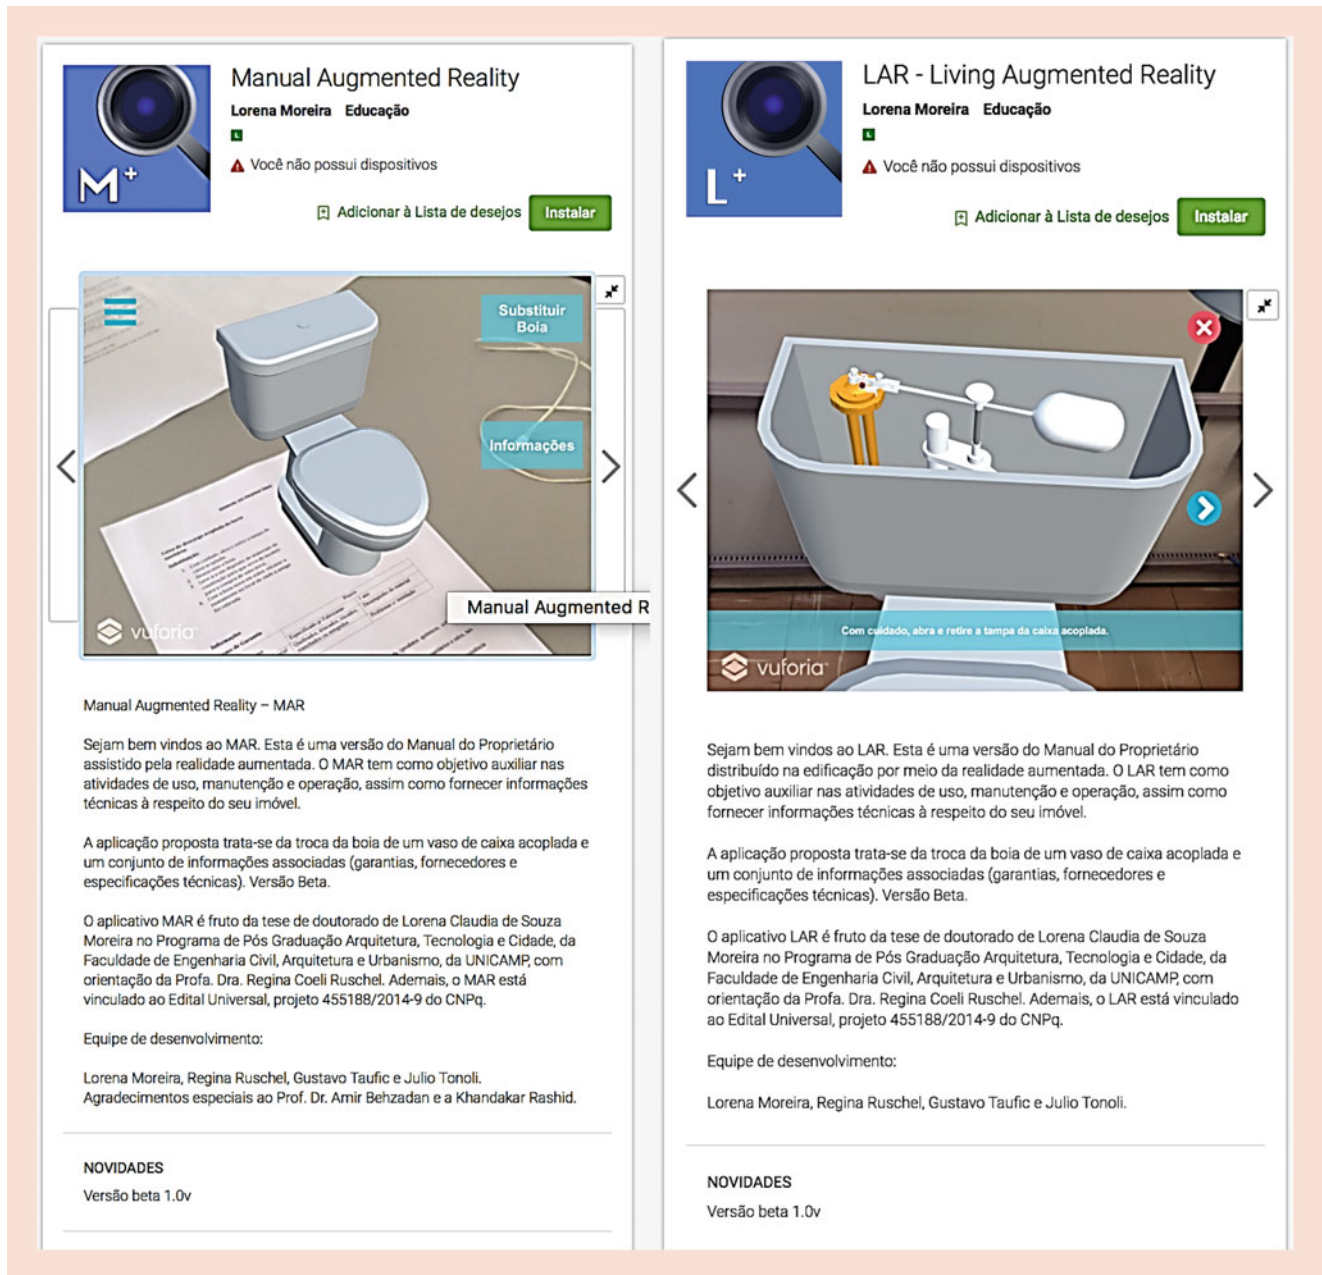 Manual Augmented Reality
Lorena Moreira Educação
L
Você não possui dispositivos
Adicionar à Lista de desejos Instalar
M+
Substituir
Boia
Informações
Manual Augmented R
vuforia
Manual Augmented Reality – MAR
Sejam bem vindos ao MAR. Esta é uma versão do Manual do Proprietário
assistido pela realidade aumentada. O MAR tem como objetivo auxiliar nas
atividades de uso, manutenção e operação, assim como fornecer informações
técnicas à respeito do seu imóvel.
A aplicação proposta trata-se da troca da boia de um vaso de caixa acoplada e
um conjunto de informações associadas (garantias, fornecedores e
especificações técnicas). Versão Beta.
O aplicativo MAR é fruto da tese de doutorado de Lorena Claudia de Souza
Moreira no Programa de Pós Graduação Arquitetura, Tecnologia e Cidade, da
Faculdade de Engenharia Civil, Arquitetura e Urbanismo, da UNICAMP, com
orientação da Profa. Dra. Regina Coeli Ruschel. Ademais, o MAR está
vinculado ao Edital Universal, projeto 455188/2014-9 do CNPq.
Equipe de desenvolvimento:
Lorena Moreira, Regina Ruschel, Gustavo Taufic e Julio Tonoli.
Agradecimentos especiais ao Prof. Dr. Amir Behzadan e a Khandakar Rashid.
NOVIDADES
Versão beta 1.0v
LAR - Living Augmented Reality
Lorena Moreira Educação
L
Você não possui dispositivos
Adicionar à Lista de desejos Instalar
L+
Com cuidado, abra e retire a tampa da caixa acoplada.
vuforia
Sejam bem vindos ao LAR. Esta é uma versão do Manual do Proprietário
distribuído na edificação por meio da realidade aumentada. O LAR tem como
objetivo auxiliar nas atividades de uso, manutenção e operação, assim como
fornecer informações técnicas à respeito do seu imóvel.
A aplicação proposta trata-se da troca da boia de um vaso de caixa acoplada e
um conjunto de informações associadas (garantias, fornecedores e
especificações técnicas). Versão Beta.
O aplicativo LAR é fruto da tese de doutorado de Lorena Claudia de Souza
Moreira no Programa de Pós Graduação Arquitetura, Tecnologia e Cidade, da
Faculdade de Engenharia Civil, Arquitetura e Urbanismo, da UNICAMP, com
orientação da Profa. Dra. Regina Coeli Ruschel. Ademais, o LAR está vinculado
ao Edital Universal, projeto 455188/2014-9 do CNPq.
Equipe de desenvolvimento:
Lorena Moreira, Regina Ruschel, Gustavo Taufic e Julio Tonoli.
NOVIDADES
Versão beta 1.0v